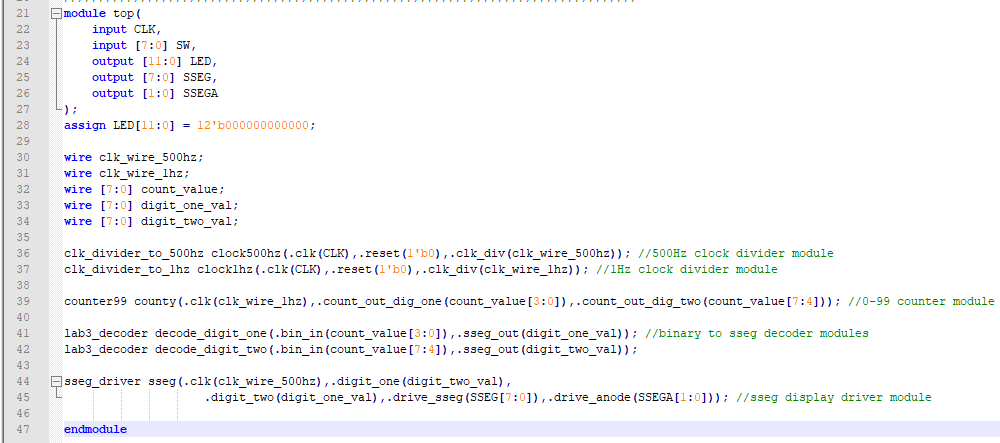 21 module top(
22 input CLK,
23 input [7:0] SW,
24 output [11:0] LED,
25 output [7:0] SSEG,
26 output [1:0] SSEGA
27 );
28 assign LED[11:0] = 12'b000000000000;
29
30 wire clk_wire_500hz;
31 wire clk_wire_1hz;
32 wire [7:0] count_value;
33 wire [7:0] digit_one_val;
34 wire [7:0] digit_two_val;
35
36 clk_divider_to_500hz clock500hz(.clk(CLK),.reset(1'b0),.clk_div(clk_wire_500hz)); //500Hz clock divider module
37 clk_divider_to_1hz clock1hz(.clk(CLK),.reset(1'b0),.clk_div(clk_wire_1hz)); //1Hz clock divider module
38
39 counter99 county(.clk(clk_wire_1hz),.count_out_dig_one(count_value[3:0]),.count_out_dig_two(count_value[7:4])); //0-99 counter module
40
41 lab3_decoder decode_digit_one(.bin_in(count_value[3:0]),.sseg_out(digit_one_val)); //binary to sseg decoder modules
42 lab3_decoder decode_digit_two(.bin_in(count_value[7:4]),.sseg_out(digit_two_val));
43
44 sseg_driver sseg(.clk(clk_wire_500hz),.digit_one(digit_two_val),
45 .digit_two(digit_one_val),.drive_sseg(SSEG[7:0]),.drive_anode(SSEGA[1:0])); //sseg display driver module
46
47 endmodule